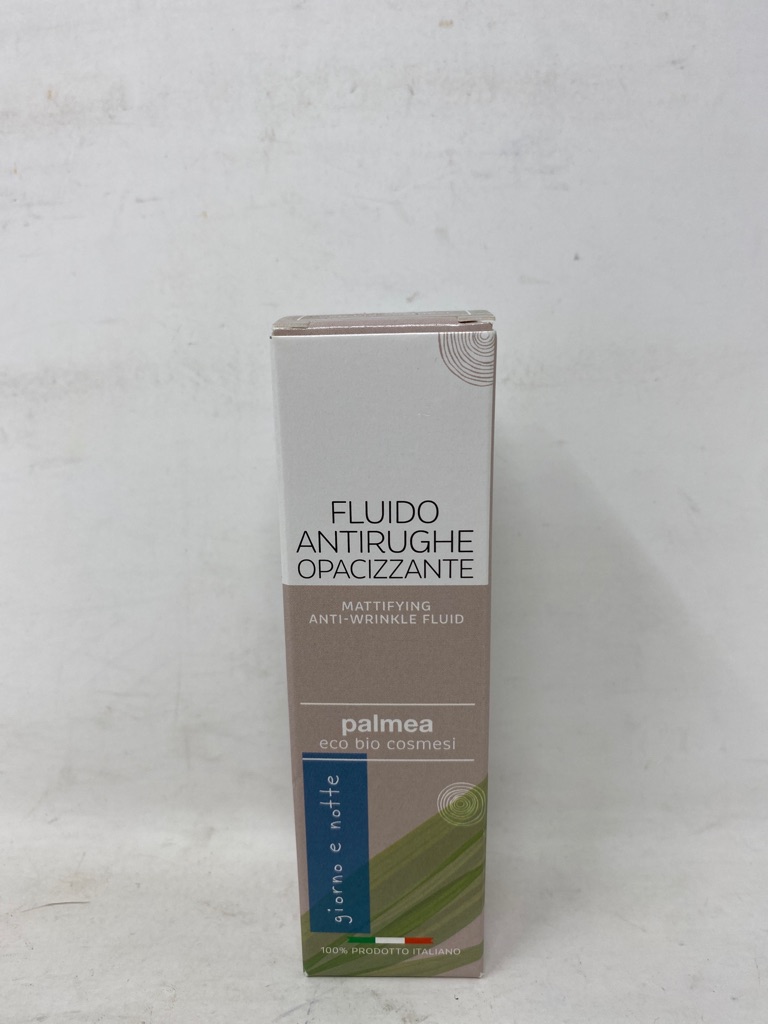 FLUIDO
ANTIRUGHE
OPACIZZANTE
MATTIFYING
ANTI-WRINKLE FLUID
palmea
eco bio cosmesi
giorno e notte
100% PRODOTTO ITALIANO